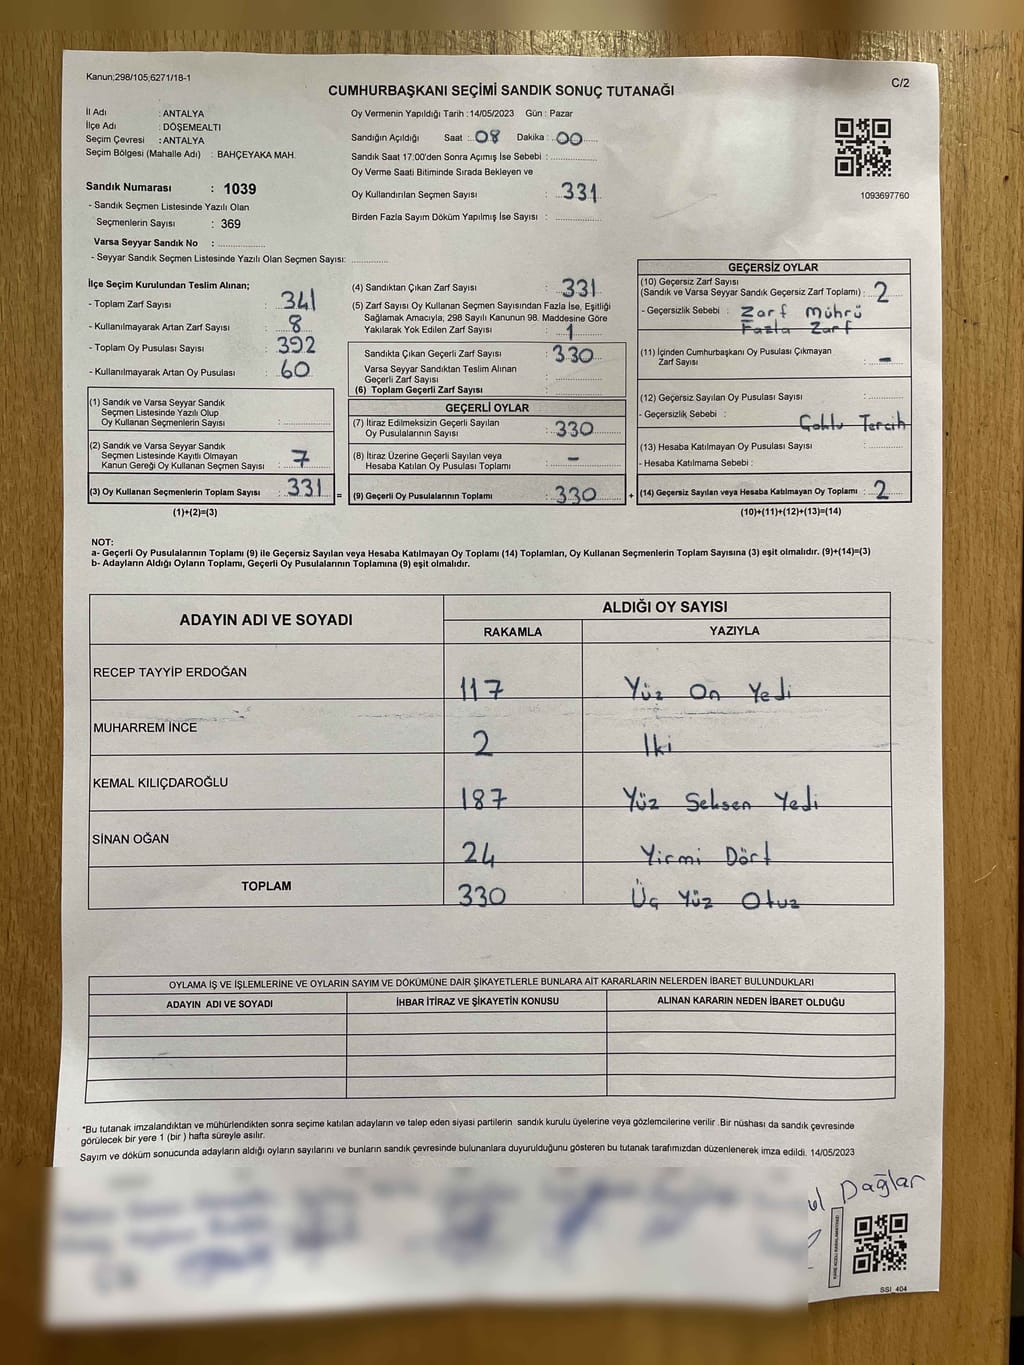 Kanun;298/105;6271/18-1
C/2
CUMHURBAŞKANI SEÇİMİ SANDIK SONUÇ TUTANAĞI
İl Adı : ANTALYA
İlçe Adı : DÖŞEMEALTI
Seçim Çevresi : ANTALYA
Seçim Bölgesi (Mahalle Adı) : BAHÇEYAKA MAH.
Sandık Numarası : 1039
- Sandık Seçmen Listesinde Yazılı Olan
Seçmenlerin Sayısı : 369
Varsa Seyyar Sandık No :
- Seyyar Sandık Seçmen Listesinde Yazılı Olan Seçmen Sayısı:
Oy Vermenin Yapıldığı Tarih :14/05/2023 Gün : Pazar
Sandığın Açıldığı Saat : 08 Dakika : 00
Sandık Saat 17:00'den Sonra Açımış İse Sebebi :
Oy Verme Saati Bitiminde Sırada Bekleyen ve
Oy Kullandırılan Seçmen Sayısı : 331
Birden Fazla Sayım Döküm Yapılmış İse Sayısı :
1093697760
İlçe Seçim Kurulundan Teslim Alınan;
- Toplam Zarf Sayısı : 341
- Kullanılmayarak Artan Zarf Sayısı : 8
- Toplam Oy Pusulası Sayısı : 392
- Kullanılmayarak Artan Oy Pusulası : 60
(1) Sandık ve Varsa Seyyar Sandık
Seçmen Listesinde Yazılı Olup
Oy Kullanan Seçmenlerin Sayısı :
(2) Sandık ve Varsa Seyyar Sandık
Seçmen Listesinde Kayıtlı Olmayan
Kanun Gereği Oy Kullanan Seçmen Sayısı : 7
(3) Oy Kullanan Seçmenlerin Toplam Sayısı : 331 =
(1)+(2)=(3)
(4) Sandıktan Çıkan Zarf Sayısı : 331
(5) Zarf Sayısı Oy Kullanan Seçmen Sayısından Fazla İse, Eşitliği
Sağlamak Amacıyla, 298 Sayılı Kanunun 98. Maddesine Göre
Yakılarak Yok Edilen Zarf Sayısı : 1
Sandıkta Çıkan Geçerli Zarf Sayısı : 330
Varsa Seyyar Sandıktan Teslim Alınan
Geçerli Zarf Sayısı :
(6) Toplam Geçerli Zarf Sayısı :
GEÇERLİ OYLAR
(7) İtiraz Edilmeksizin Geçerli Sayılan
Oy Pusulalarının Sayısı : 330
(8) İtiraz Üzerine Geçerli Sayılan veya
Hesaba Katılan Oy Pusulası Toplamı : -
(9) Geçerli Oy Pusulalarının Toplamı : 330 +
GEÇERSİZ OYLAR
(10) Geçersiz Zarf Sayısı
(Sandık ve Varsa Seyyar Sandık Geçersiz Zarf Toplamı) : 2
- Geçersizlik Sebebi : Zarf Mührü
Fazla Zarf
(11) İçinden Cumhurbaşkanı Oy Pusulası Çıkmayan
Zarf Sayısı : -
(12) Geçersiz Sayılan Oy Pusulası Sayısı :
- Geçersizlik Sebebi :
Çoklu Tercih
(13) Hesaba Katılmayan Oy Pusulası Sayısı :
- Hesaba Katılmama Sebebi :
(14) Geçersiz Sayılan veya Hesaba Katılmayan Oy Toplamı : 2
(10)+(11)+(12)+(13)=(14)
NOT:
a- Geçerli Oy Pusulalarının Toplamı (9) ile Geçersiz Sayılan veya Hesaba Katılmayan Oy Toplamı (14) Toplamları, Oy Kullanan Seçmenlerin Toplam Sayısına (3) eşit olmalıdır. (9)+(14)=(3)
b- Adayların Aldığı Oyların Toplamı, Geçerli Oy Pusulalarının Toplamına (9) eşit olmalıdır.
ADAYIN ADI VE SOYADI
ALDIĞI OY SAYISI
RAKAMLA YAZIYLA
RECEP TAYYİP ERDOĞAN 117 Yüz On Yedi
MUHARREM İNCE 2 İki
KEMAL KILIÇDAROĞLU 187 Yüz Seksen Yedi
SİNAN OĞAN 24 Yirmi Dört
TOPLAM 330 Üç Yüz Otuz
OYLAMA İŞ VE İŞLEMLERİNE VE OYLARIN SAYIM VE DÖKÜMÜNE DAİR ŞİKAYETLERLE BUNLARA AİT KARARLARIN NELERDEN İBARET BULUNDUKLARI
ADAYIN ADI VE SOYADI İHBAR İTİRAZ VE ŞİKAYETİN KONUSU ALINAN KARARIN NEDEN İBARET OLDUĞU
*Bu tutanak imzalandıktan ve mühürlendikten sonra seçime katılan adayların ve talep eden siyasi partilerin sandık kurulu üyelerine veya gözlemcilerine verilir .Bir nüshası da sandık çevresinde
görülecek bir yere 1 (bir ) hafta süreyle asılır.
Sayım ve döküm sonucunda adayların aldığı oyların sayılarını ve bunların sandık çevresinde bulunanlara duyurulduğunu gösteren bu tutanak tarafımızdan düzenlenerek imza edildi. 14/05/2023
Dağlar
SSI_404